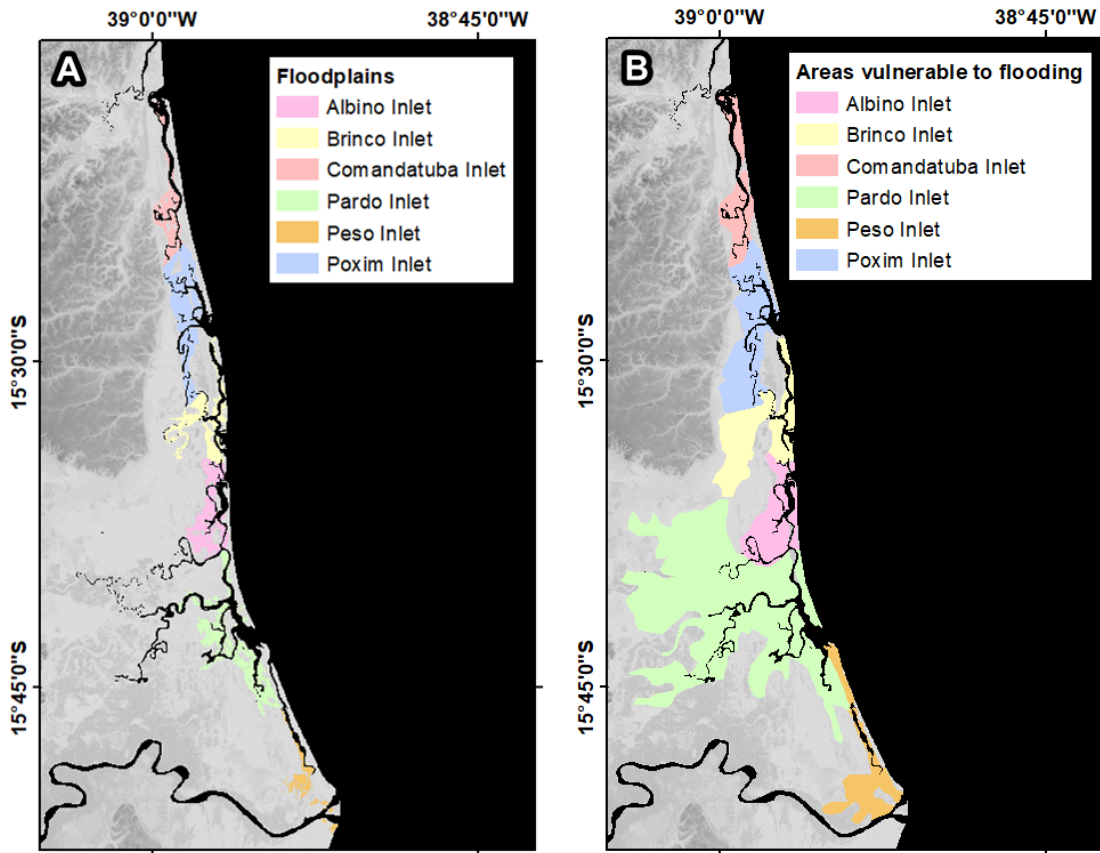 39°0'0"W
38°45'0"W
39°0'0"W
38°45'0"W
A
Floodplains
Albino Inlet
Brinco Inlet
Comandatuba Inlet
Pardo Inlet
Peso Inlet
Poxim Inlet
15°30'0"S
15°45'0"S
B
Areas vulnerable to flooding
Albino Inlet
Brinco Inlet
Comandatuba Inlet
Pardo Inlet
Peso Inlet
Poxim Inlet
15°30'0"S
15°45'0"S